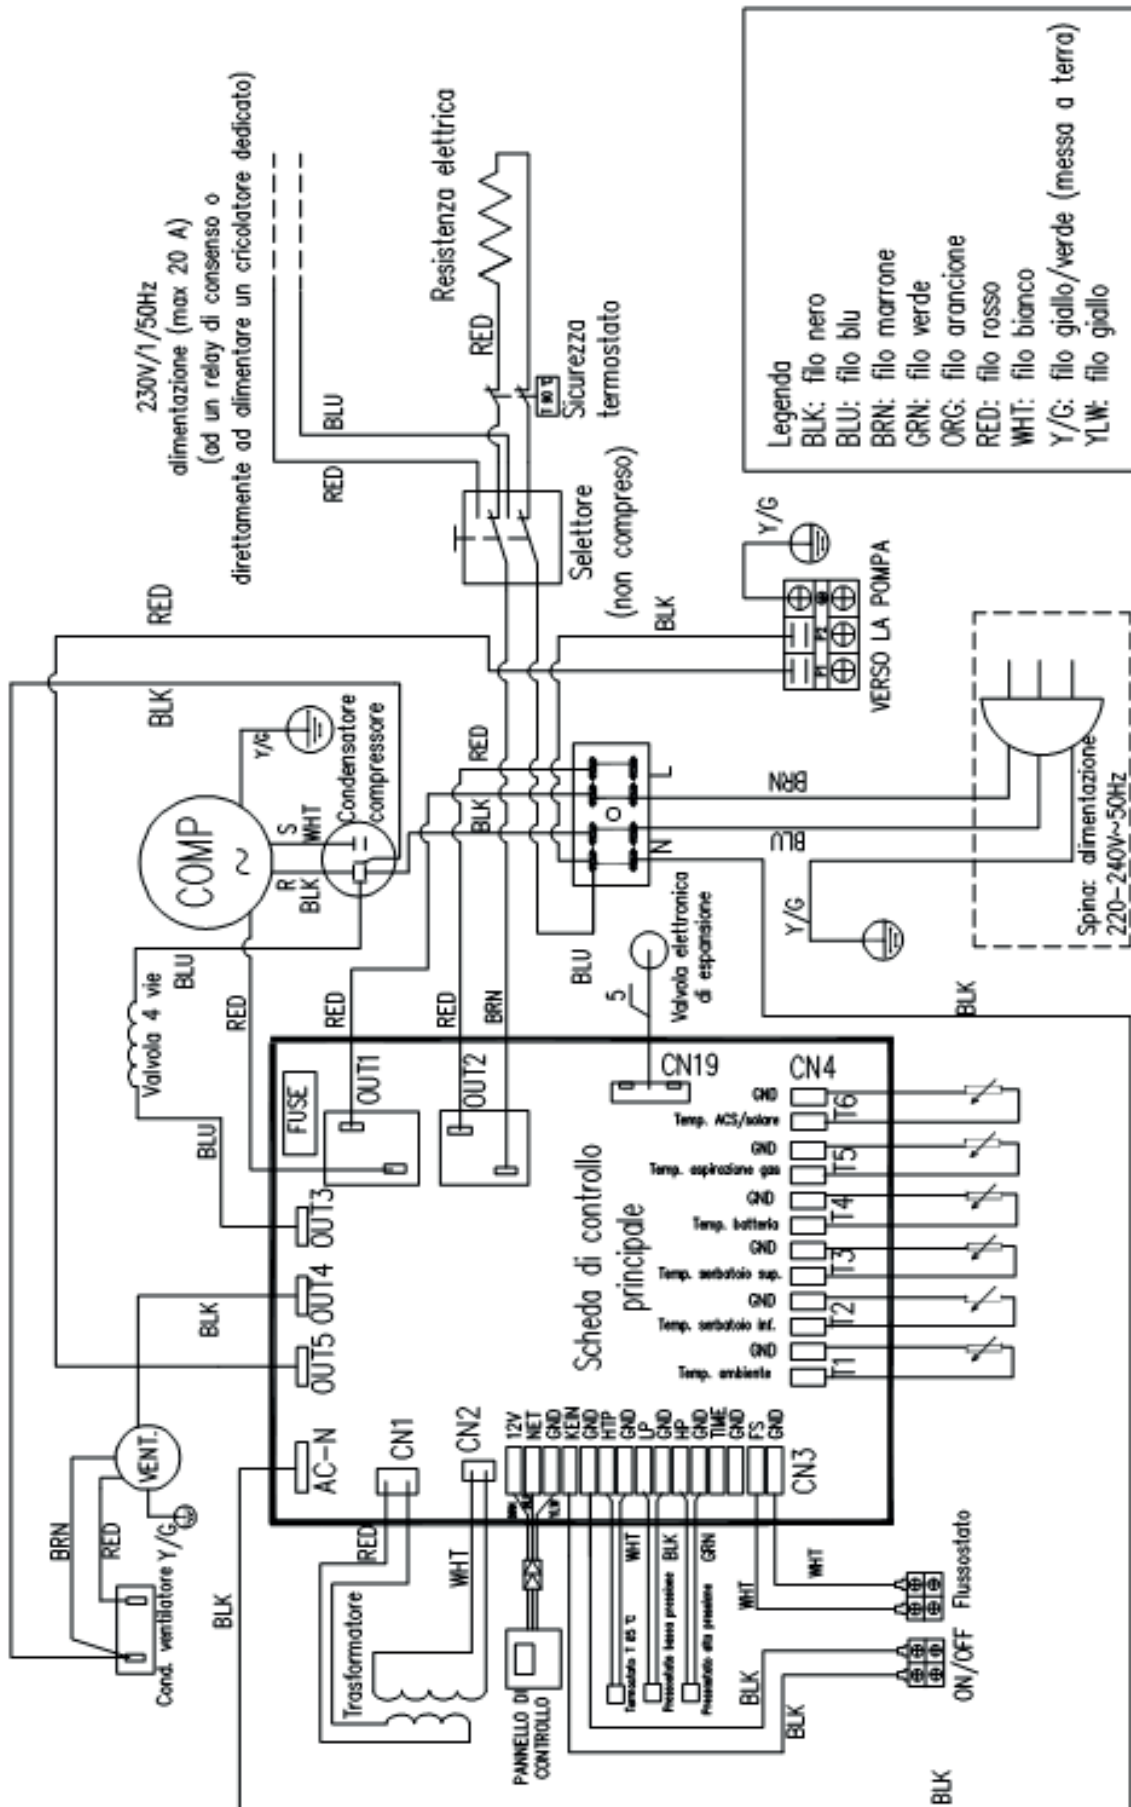 230V/1/50Hz
alimentazione (max 20 A)
(ad un relay di consenso o
direttamente ad alimentare un cricolatore dedicato)
RED
BLU
Resistenza elettrica
RED
T 90 ℃
Sicurezza
termostato
Selettore
(non compreso)
Legenda
BLK: filo nero
BLU: filo blu
BRN: filo marrone
GRN: filo verde
ORG: filo arancione
RED: filo rosso
WHT: filo bianco
Y/G: filo giallo/verde (messa a terra)
YLW: filo giallo
RED
BLK
BLK
Y/G
P1
P2
VERSO LA POMPA
COMP
~
Y/G
S
WHT
R
BLK
Condensatore
compressore
RED
BLK
L
N
BRN
BLU
Y/G
Spina: alimentazione
220-240V~50Hz
Valvola 4 vie
BLU
RED
RED
RED
BRN
BLU
5
Valvola elettronica
di espansione
BLK
BLU
BLK
FUSE
OUT1
OUT2
OUT3
OUT4
OUT5
AC-N
CN19
CN4
Scheda di controllo
principale
GND
Temp. ACS/solare
T6
GND
Temp. aspirazione gas
T5
GND
Temp. batteria
T4
GND
Temp. serbatoio sup.
T3
GND
Temp. serbatoio inf.
T2
GND
Temp. ambiente
T1
CN1
CN2
12V
NET
GND
KEIN
GND
HTP
GND
LP
GND
HP
GND
TIME
GND
FS
GND
CN3
VENT.
BRN
RED
Y/G
Cond. ventilatore
BLK
RED
WHT
Trasformatore
BRN
BLK
YLW
PANNELLO DI
CONTROLLO
WHT
Termostato T 85 ℃
BLK
Pressostato bassa pressione
GRN
Pressostato alta pressione
WHT
WHT
BLK
BLK
Flussostato
ON/OFF
BLK